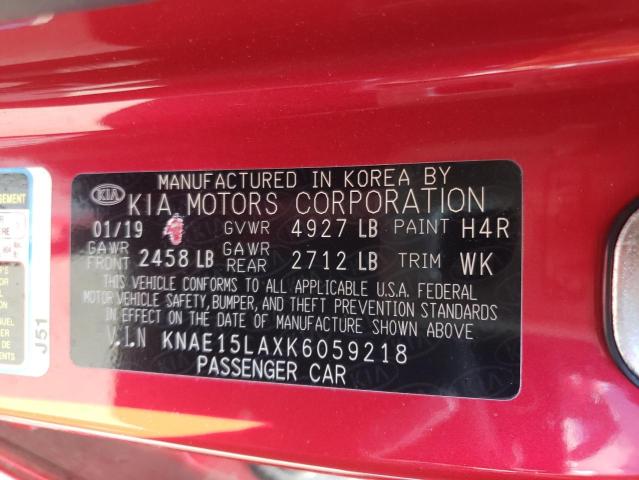 KIA MANUFACTURED IN KOREA BY
KIA MOTORS CORPORATION
01/19 GVWR 4927 LB PAINT H4R
GAWR FRONT 2458 LB GAWR REAR 2712 LB TRIM WK
THIS VEHICLE CONFORMS TO ALL APPLICABLE U.S.A. FEDERAL
MOTOR VEHICLE SAFETY, BUMPER, AND THEFT PREVENTION STANDARDS
IN EFFECT ON THE DATE OF MANUFACTURE SHOWN ABOVE
V.I.N KNAE15LAXK6059218
PASSENGER CAR
J51